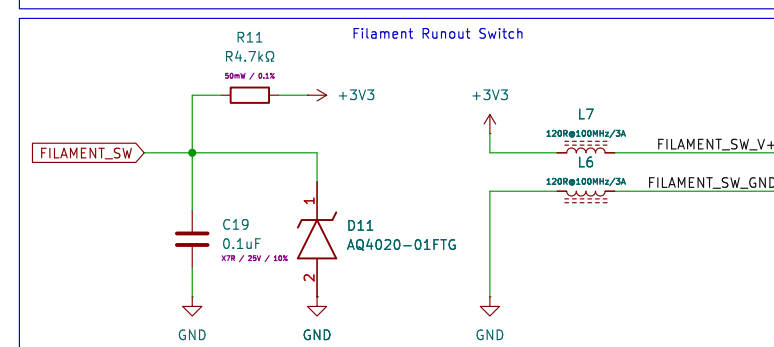 Filament Runout Switch
R11
R4.7kΩ
50mW / 0.1%
+3V3
+3V3
L7
120R@100MHz/3A
FILAMENT_SW_V+
FILAMENT_SW
L6
120R@100MHz/3A
FILAMENT_SW_GND
1
C19
0.1uF
X7R / 25V / 10%
D11
AQ4020-01FTG
2
GND
GND
GND